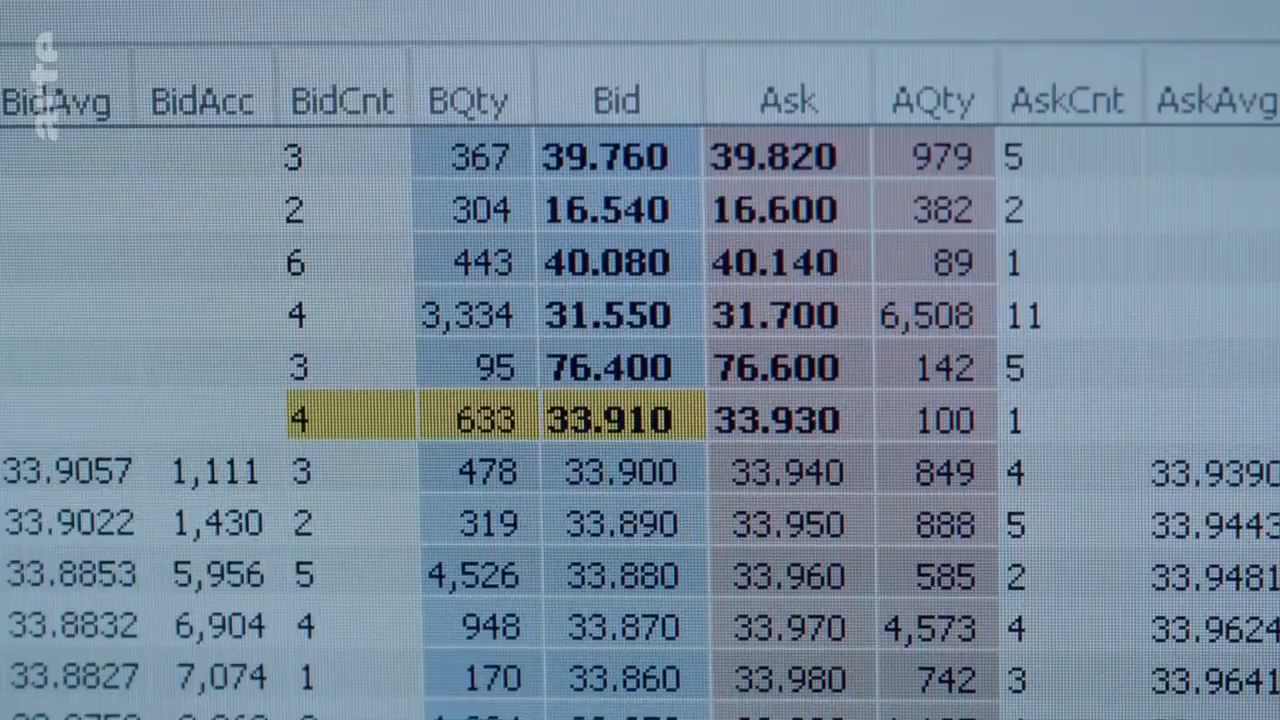 arte
BidAvg BidAcc BidCnt BQty Bid Ask AQty AskCnt AskAvg
3 367 39.760 39.820 979 5
2 304 16.540 16.600 382 2
6 443 40.080 40.140 89 1
4 3,334 31.550 31.700 6,508 11
3 95 76.400 76.600 142 5
4 633 33.910 33.930 100 1
33.9057 1,111 3 478 33.900 33.940 849 4 33.9390
33.9022 1,430 2 319 33.890 33.950 888 5 33.9443
33.8853 5,956 5 4,526 33.880 33.960 585 2 33.9481
33.8832 6,904 4 948 33.870 33.970 4,573 4 33.9624
33.8827 7,074 1 170 33.860 33.980 742 3 33.9641